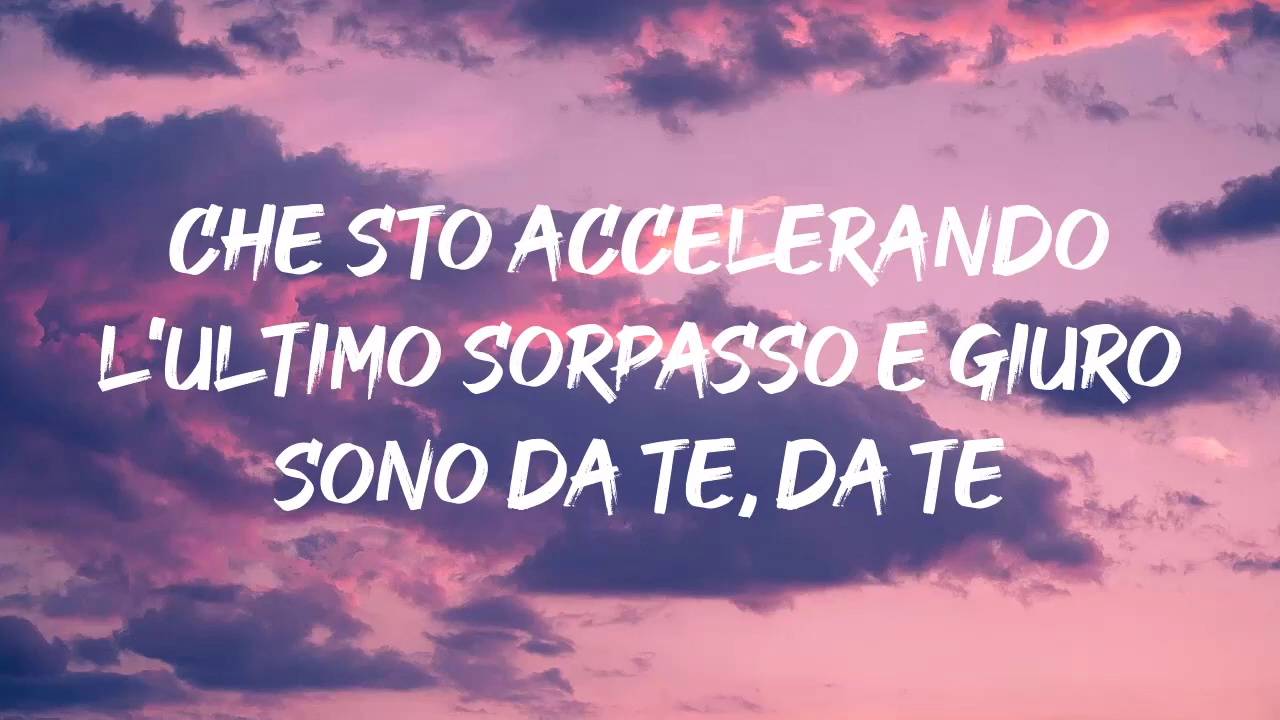 CHE STO ACCELERANDO
L'ULTIMO SORPASSO E GIURO
SONO DA TE, DA TE